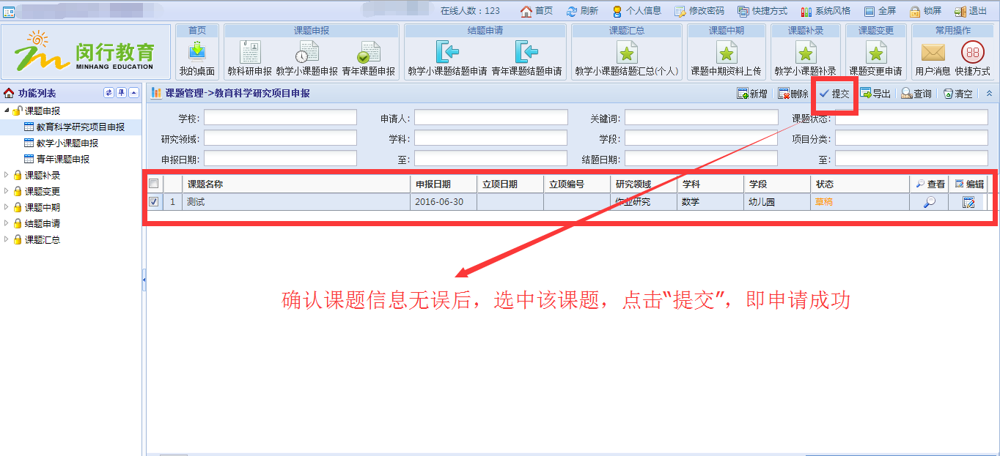 在线人数：123 首页 刷新 个人信息 修改密码 快捷方式 系统风格 全屏 锁屏 退出
闵行教育
MINHANG EDUCATION
首页 课题申报 结题申请 课题汇总 课题中期 课题补录 课题变更 常用操作
88
我的桌面 教科研申报 教学小课题申报 青年课题申报 教学小课题结题申请 青年课题结题申请 教学小课题结题汇总(个人) 课题中期资料上传 教学小课题补录 课题变更申请 用户消息 快捷方式
功能列表
课题申报
教育科学研究项目申报
教学小课题申报
青年课题申报
课题补录
课题变更
课题中期
结题申请
课题汇总
课题管理->教育科学研究项目申报 新增 删除 提交 导出 查询 清空
学校: 申请人: 关键词: 课题状态:
研究领域: 学科: 学段: 项目分类:
申报日期: 至: 结题日期: 至:
课题名称 申报日期 立项日期 立项编号 研究领域 学科 学段 状态 查看 编辑
1 测试 2016-06-30 作业研究 数学 幼儿园 草稿
确认课题信息无误后，选中该课题，点击“提交”，即申请成功